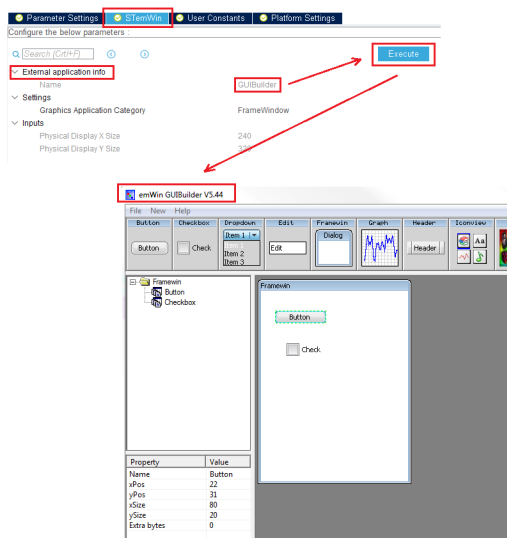 Parameter Settings STemWin User Constants Platform Settings
Configure the below parameters :
Search (Crtl+F)
Execute
External application info
Name GUIBuilder
Settings
Graphics Application Category FrameWindow
Inputs
Physical Display X Size 240
Physical Display Y Size 320
emWin GUIBuilder V5.44
File New Help
Button Checkbox Dropdown Edit Framewin Graph Header Iconview
Button Check Item 1 Edit Dialog Header Aa
Item 1
Item 2
Item 3
Framewin
Button
Checkbox
Framewin
Button
Check
Property Value
Name Button
xPos 22
yPos 31
xSize 80
ySize 20
Extra bytes 0